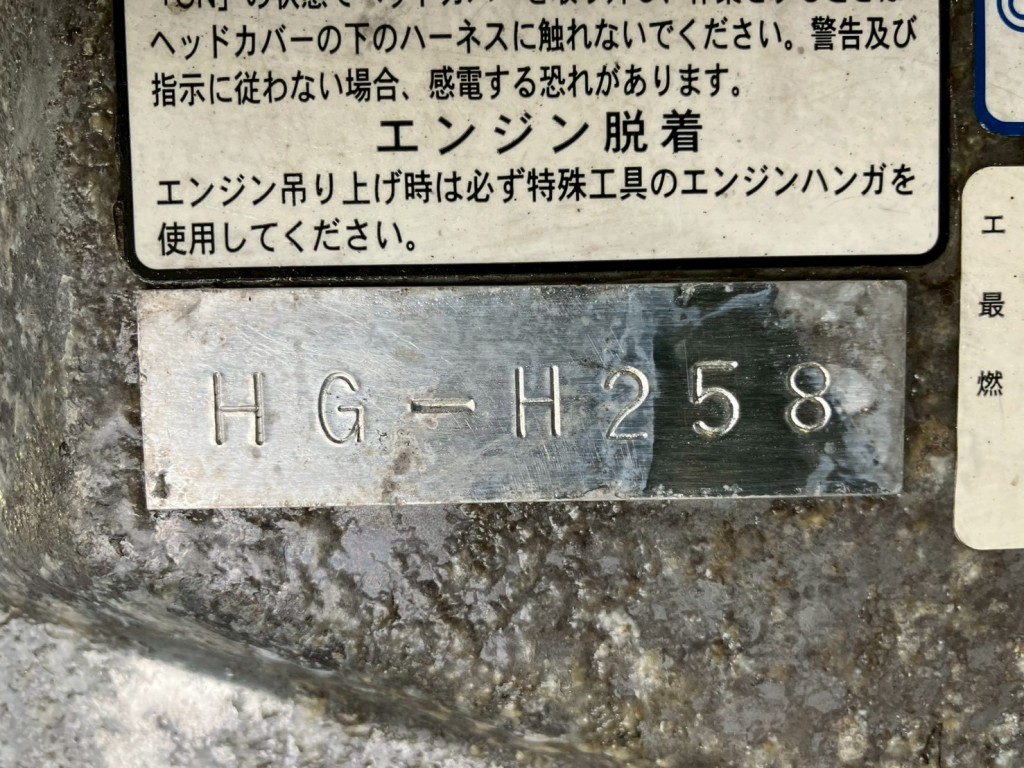 ヘッドカバーの下のハーネスに触れないでください。警告及び
指示に従わない場合、感電する恐れがあります。
エンジン脱着
エンジン吊り上げ時は必ず特殊工具のエンジンハンガを
使用してください。
HG-H258
エ
最
燃